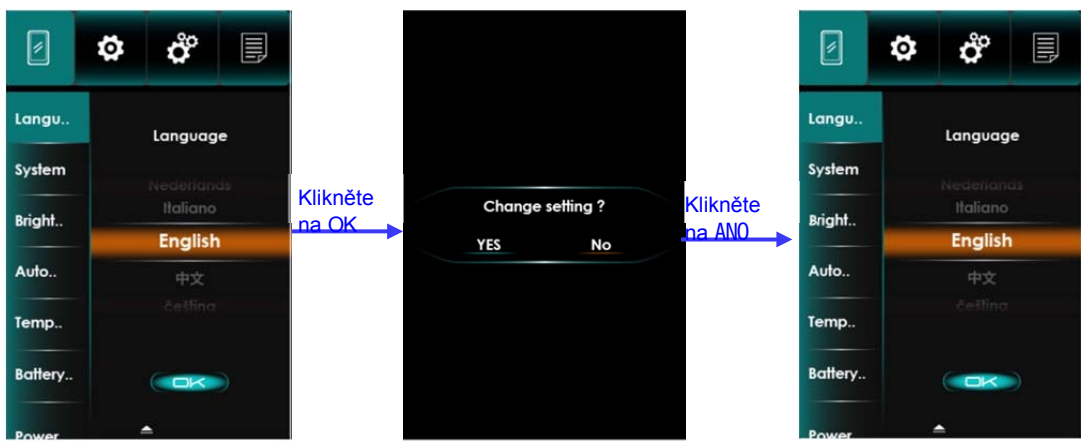 Langu..
Language
System
Nederlands
Italiano
Bright..
English
Auto..
中文
čeština
Temp..
Battery..
OK
Power
Klikněte
na OK
Change setting ?
YES No
Klikněte
na ANO
Langu..
Language
System
Nederlands
Italiano
Bright..
English
Auto..
中文
čeština
Temp..
Battery..
OK
Power